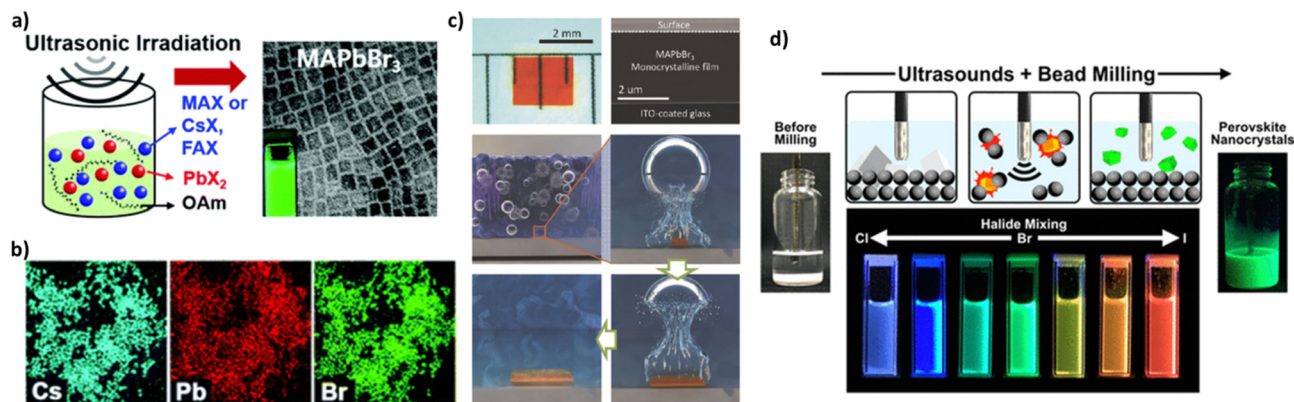 a)
Ultrasonic Irradiation
MAX or
CsX,
FAX
PbX2
OAm
MAPbBr3
b)
Cs
Pb
Br
c)
2 mm
Surface
MAPbBr3
Monocrystalline film
2 um
ITO-coated glass
d)
Ultrasounds + Bead Milling
Before
Milling
Perovskite
Nanocrystals
Halide Mixing
Cl
Br
I